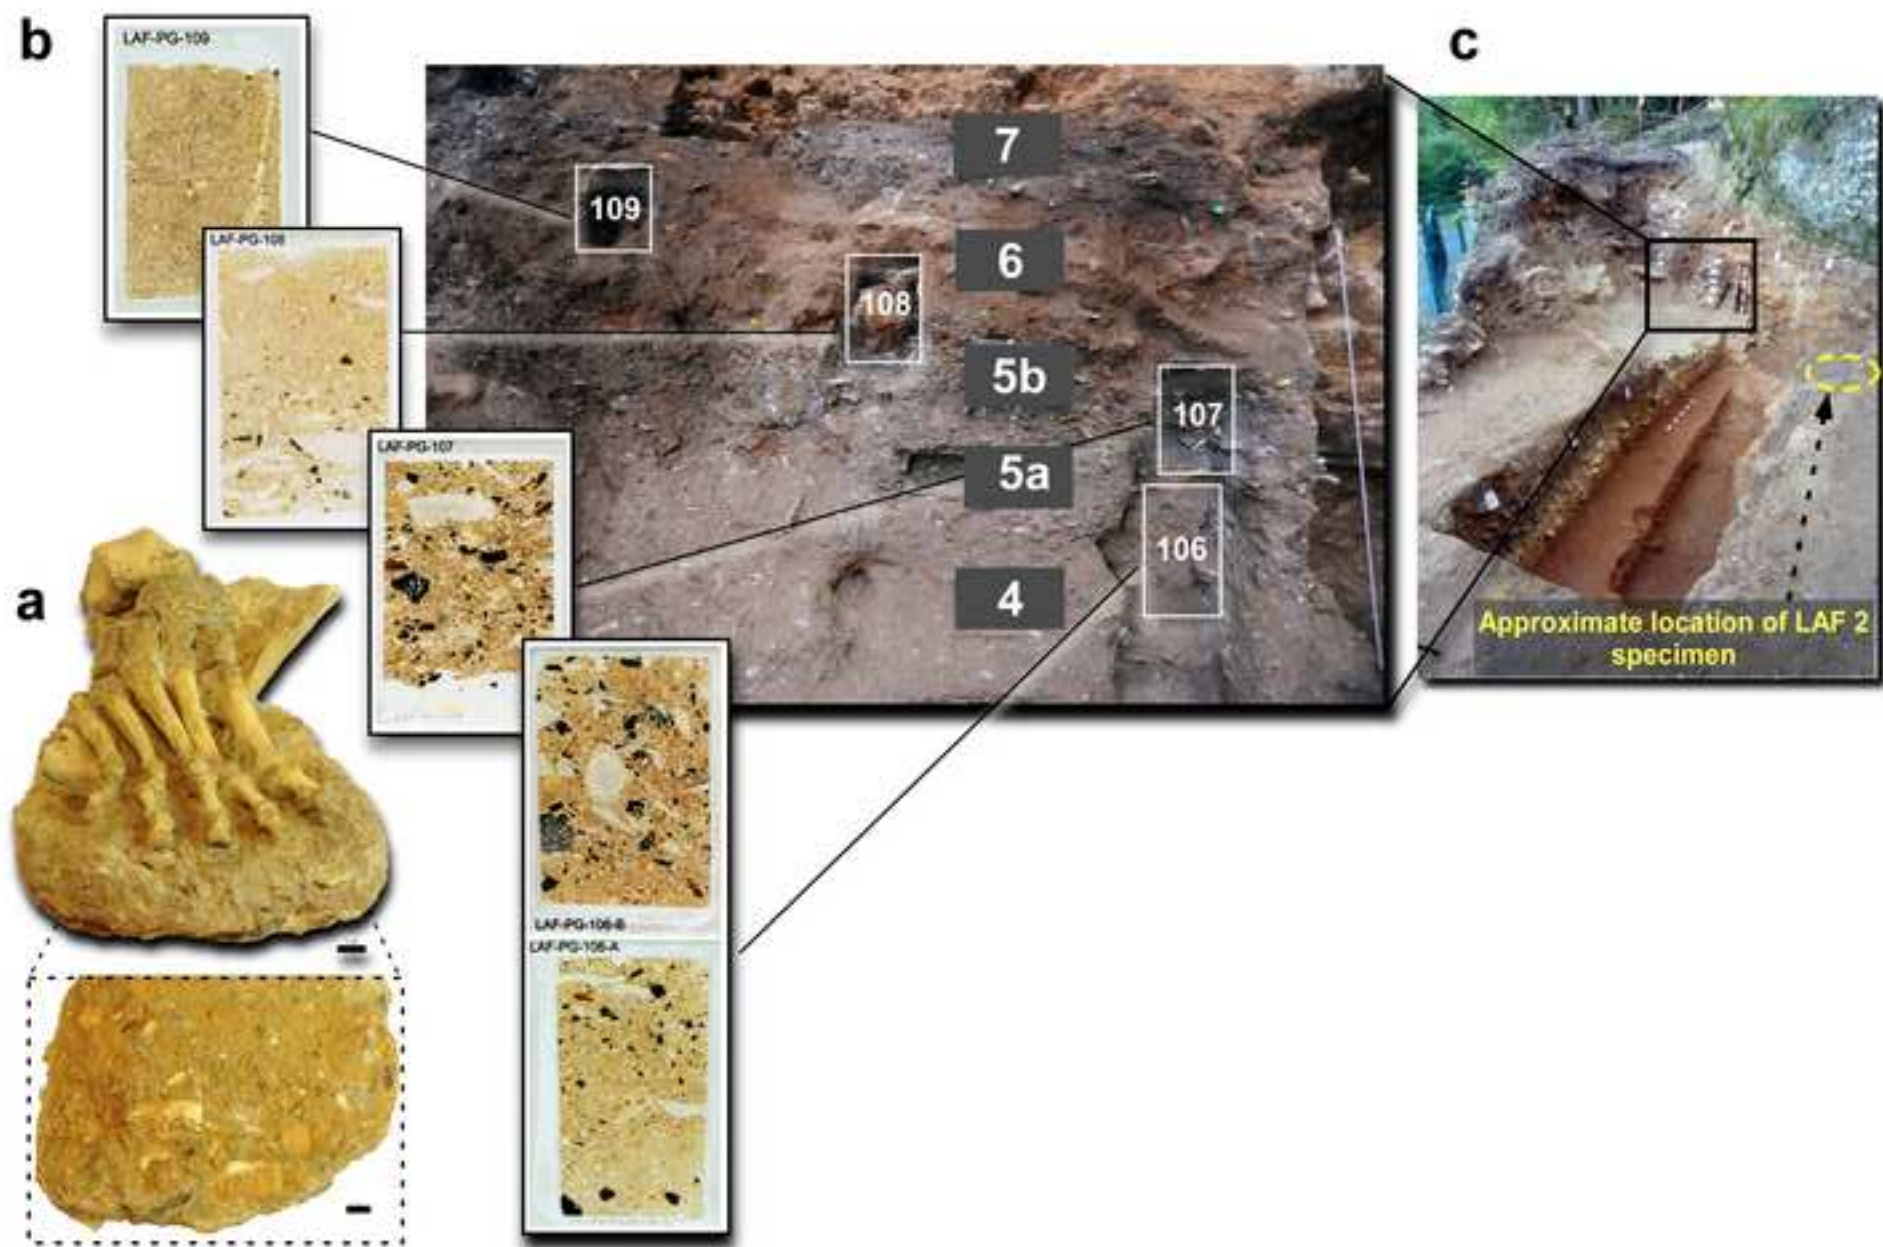 b
c
LAF-PG-109
7
109
LAF-PG-108
6
108
5b
107
LAF-PG-107
5a
106
a
4
Approximate location of LAF 2
specimen
LAF-PG-106-B
LAF-PG-106-A